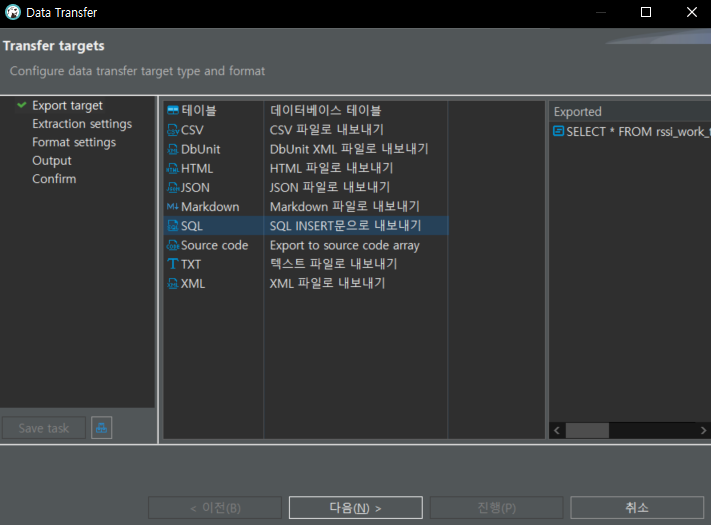 Data Transfer
Transfer targets
Configure data transfer target type and format
Export target
Extraction settings
Format settings
Output
Confirm
테이블 데이터베이스 테이블
CSV CSV 파일로 내보내기
DbUnit DbUnit XML 파일로 내보내기
HTML HTML 파일로 내보내기
JSON JSON 파일로 내보내기
Markdown Markdown 파일로 내보내기
SQL SQL INSERT문으로 내보내기
Source code Export to source code array
TXT 텍스트 파일로 내보내기
XML XML 파일로 내보내기
Exported
SELECT * FROM rssi_work_t
Save task
< 이전(B)
다음(N) >
진행(P)
취소